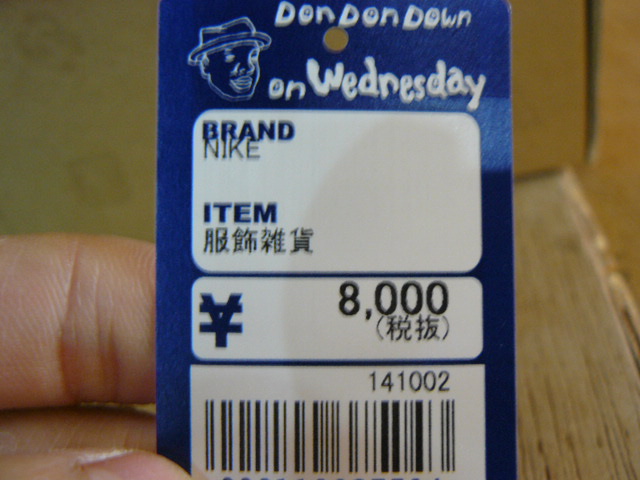 Don Don Down
on Wednesday
BRAND
NIKE
ITEM
服飾雑貨
¥ 8,000
(税抜)
141002